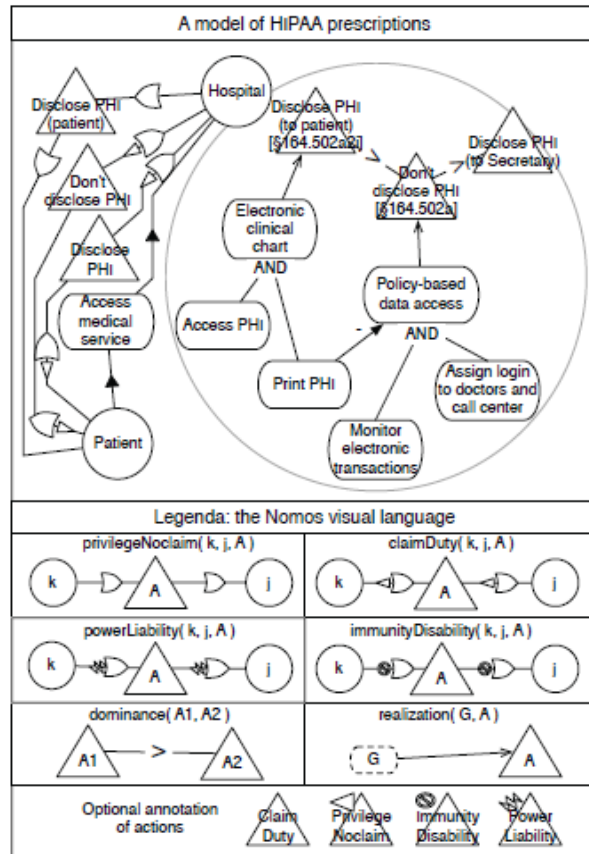 A model of HIPAA prescriptions
Hospital
Disclose PHI
(patient)
Don't
disclose PHI
Disclose
PHI
Access
medical
service
Patient
Disclose PHI
(to patient)
[§164.502a2i]
Disclose PHI
(to Secretary)
Don't
disclose PHI
[§164.502a]
Electronic
clinical
chart
AND
Access PHI
Print PHI
-
Policy-based
data access
AND
Assign login
to doctors and
call center
Monitor
electronic
transactions
Legenda: the Nomos visual language
privilegeNoclaim( k, j, A )
k
A
j
claimDuty( k, j, A )
k
A
j
powerLiability( k, j, A )
k
A
j
immunityDisability( k, j, A )
k
A
j
dominance( A1, A2 )
A1
>
A2
realization( G, A )
G
A
Optional annotation
of actions
Claim
Duty
Privilege
Noclaim
Immunity
Disability
Power
Liability